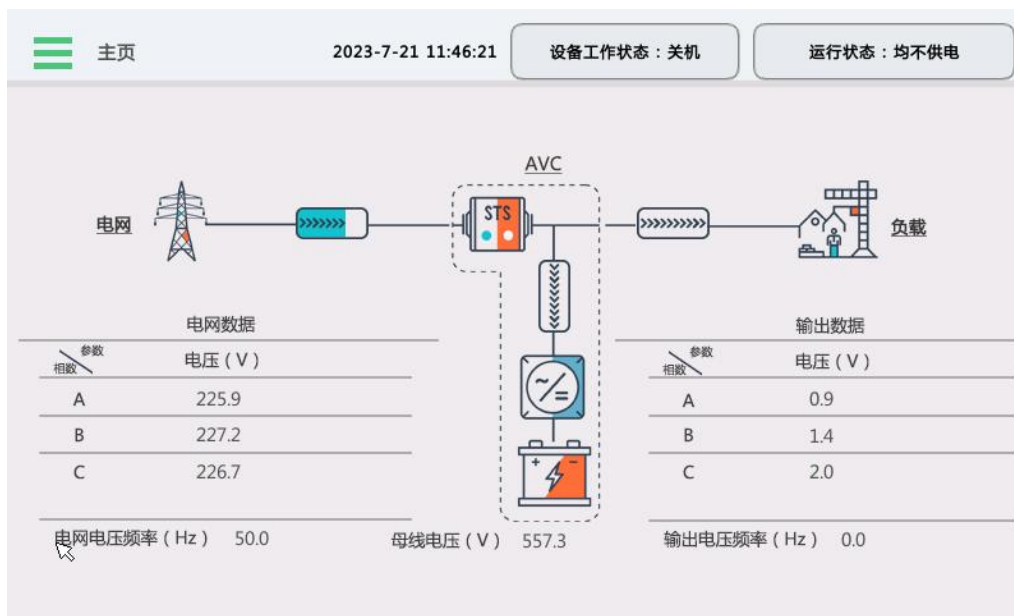 主页
2023-7-21 11:46:21
设备工作状态：关机
运行状态：均不供电
AVC
电网
STS
负载
电网数据
参数
相数
电压（V）
A 225.9
B 227.2
C 226.7
电网电压频率（Hz） 50.0
母线电压（V） 557.3
输出数据
参数
相数
电压（V）
A 0.9
B 1.4
C 2.0
输出电压频率（Hz） 0.0